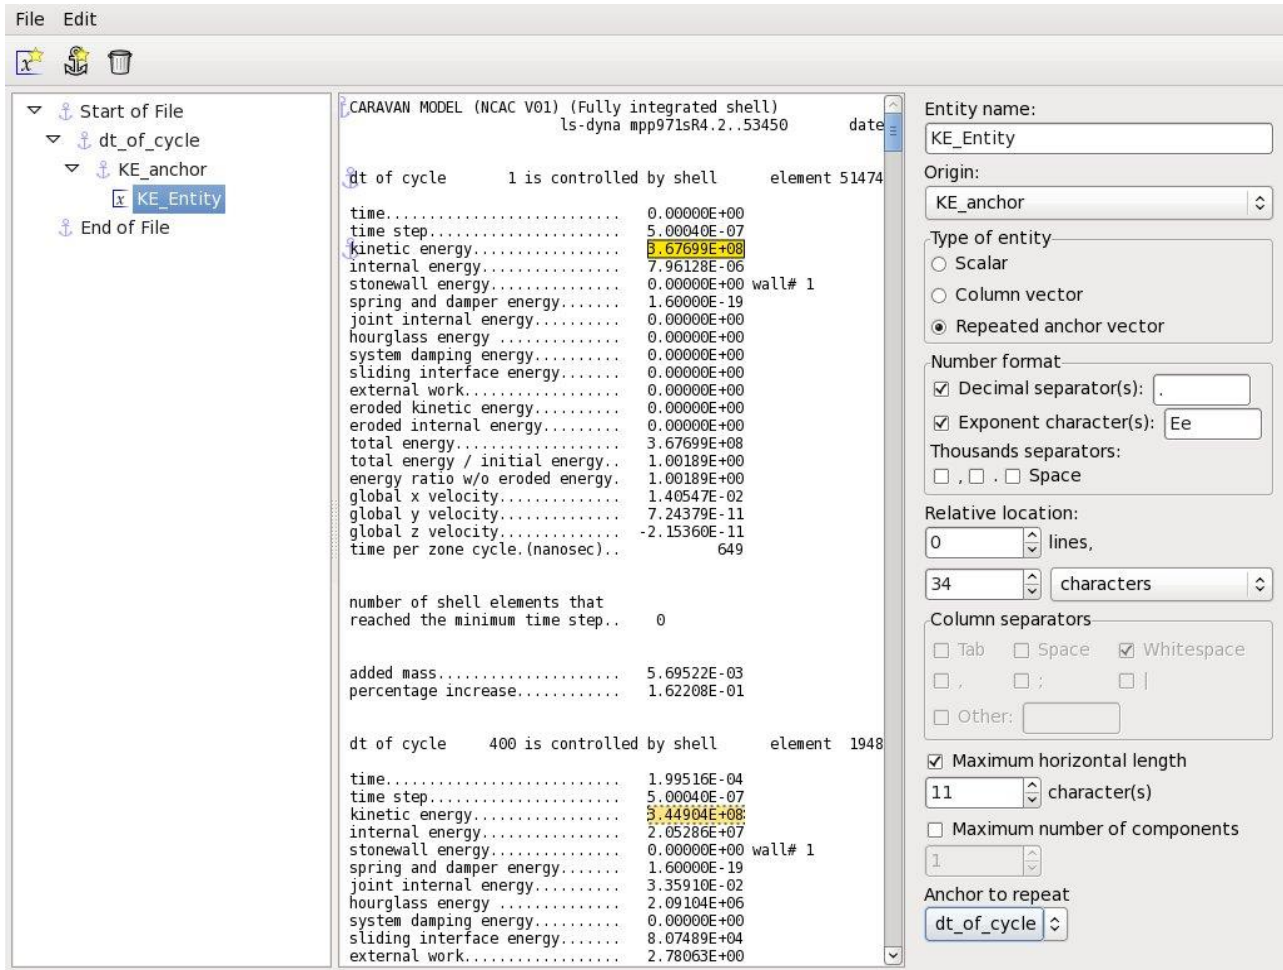 File Edit
Start of File
dt_of_cycle
KE_anchor
KE_Entity
End of File
CARAVAN MODEL (NCAC V01) (Fully integrated shell)
ls-dyna mpp971sR4.2..53450 date
dt of cycle 1 is controlled by shell element 51474
time........................... 0.00000E+00
time step...................... 5.00040E-07
kinetic energy................. 3.67699E+08
internal energy................ 7.96128E-06
stonewall energy............... 0.00000E+00 wall# 1
spring and damper energy....... 1.60000E-19
joint internal energy.......... 0.00000E+00
hourglass energy .............. 0.00000E+00
system damping energy.......... 0.00000E+00
sliding interface energy....... 0.00000E+00
external work.................. 0.00000E+00
eroded kinetic energy.......... 0.00000E+00
eroded internal energy......... 0.00000E+00
total energy................... 3.67699E+08
total energy / initial energy.. 1.00189E+00
energy ratio w/o eroded energy. 1.00189E+00
global x velocity.............. 1.40547E-02
global y velocity.............. 7.24379E-11
global z velocity.............. -2.15360E-11
time per zone cycle.(nanosec).. 649
number of shell elements that
reached the minimum time step.. 0
added mass..................... 5.69522E-03
percentage increase............ 1.62208E-01
dt of cycle 400 is controlled by shell element 1948
time........................... 1.99516E-04
time step...................... 5.00040E-07
kinetic energy................. 3.44904E+08
internal energy................ 2.05286E+07
stonewall energy............... 0.00000E+00 wall# 1
spring and damper energy....... 1.60000E-19
joint internal energy.......... 3.35910E-02
hourglass energy .............. 2.09104E+06
system damping energy.......... 0.00000E+00
sliding interface energy....... 8.07489E+04
external work.................. 2.78063E+00
Entity name:
KE_Entity
Origin:
KE_anchor
Type of entity
Scalar
Column vector
Repeated anchor vector
Number format
Decimal separator(s): .
Exponent character(s): Ee
Thousands separators:
, . Space
Relative location:
0 lines,
34 characters
Column separators
Tab Space Whitespace
, ; |
Other:
Maximum horizontal length
11 character(s)
Maximum number of components
1
Anchor to repeat
dt_of_cycle